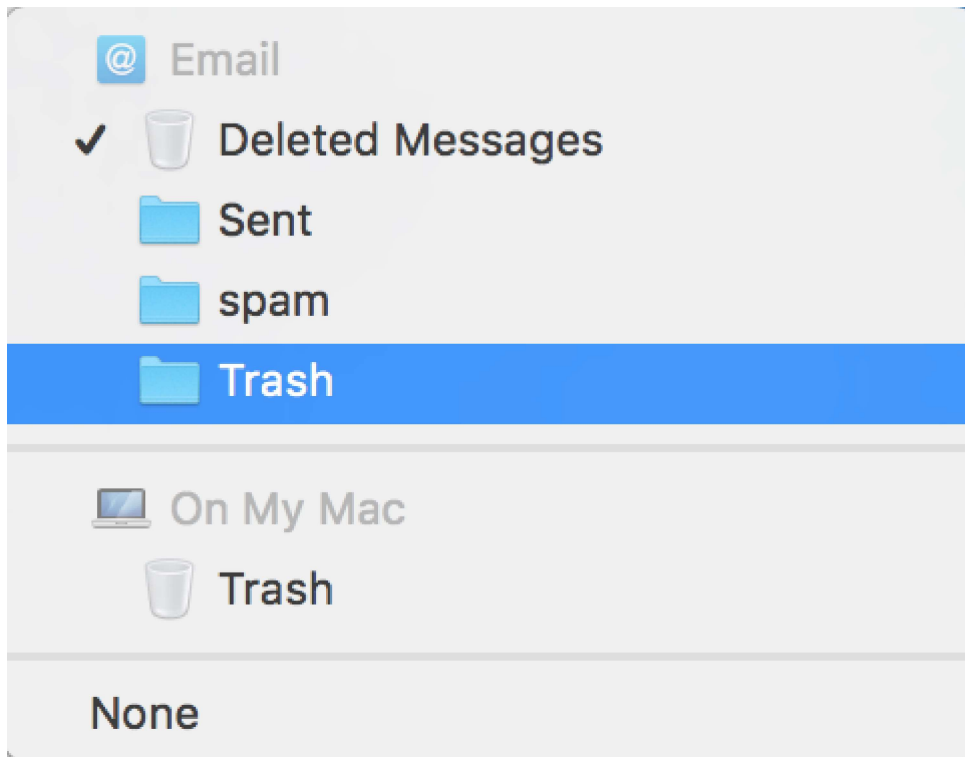 Email
Deleted Messages
Sent
spam
Trash
On My Mac
Trash
None